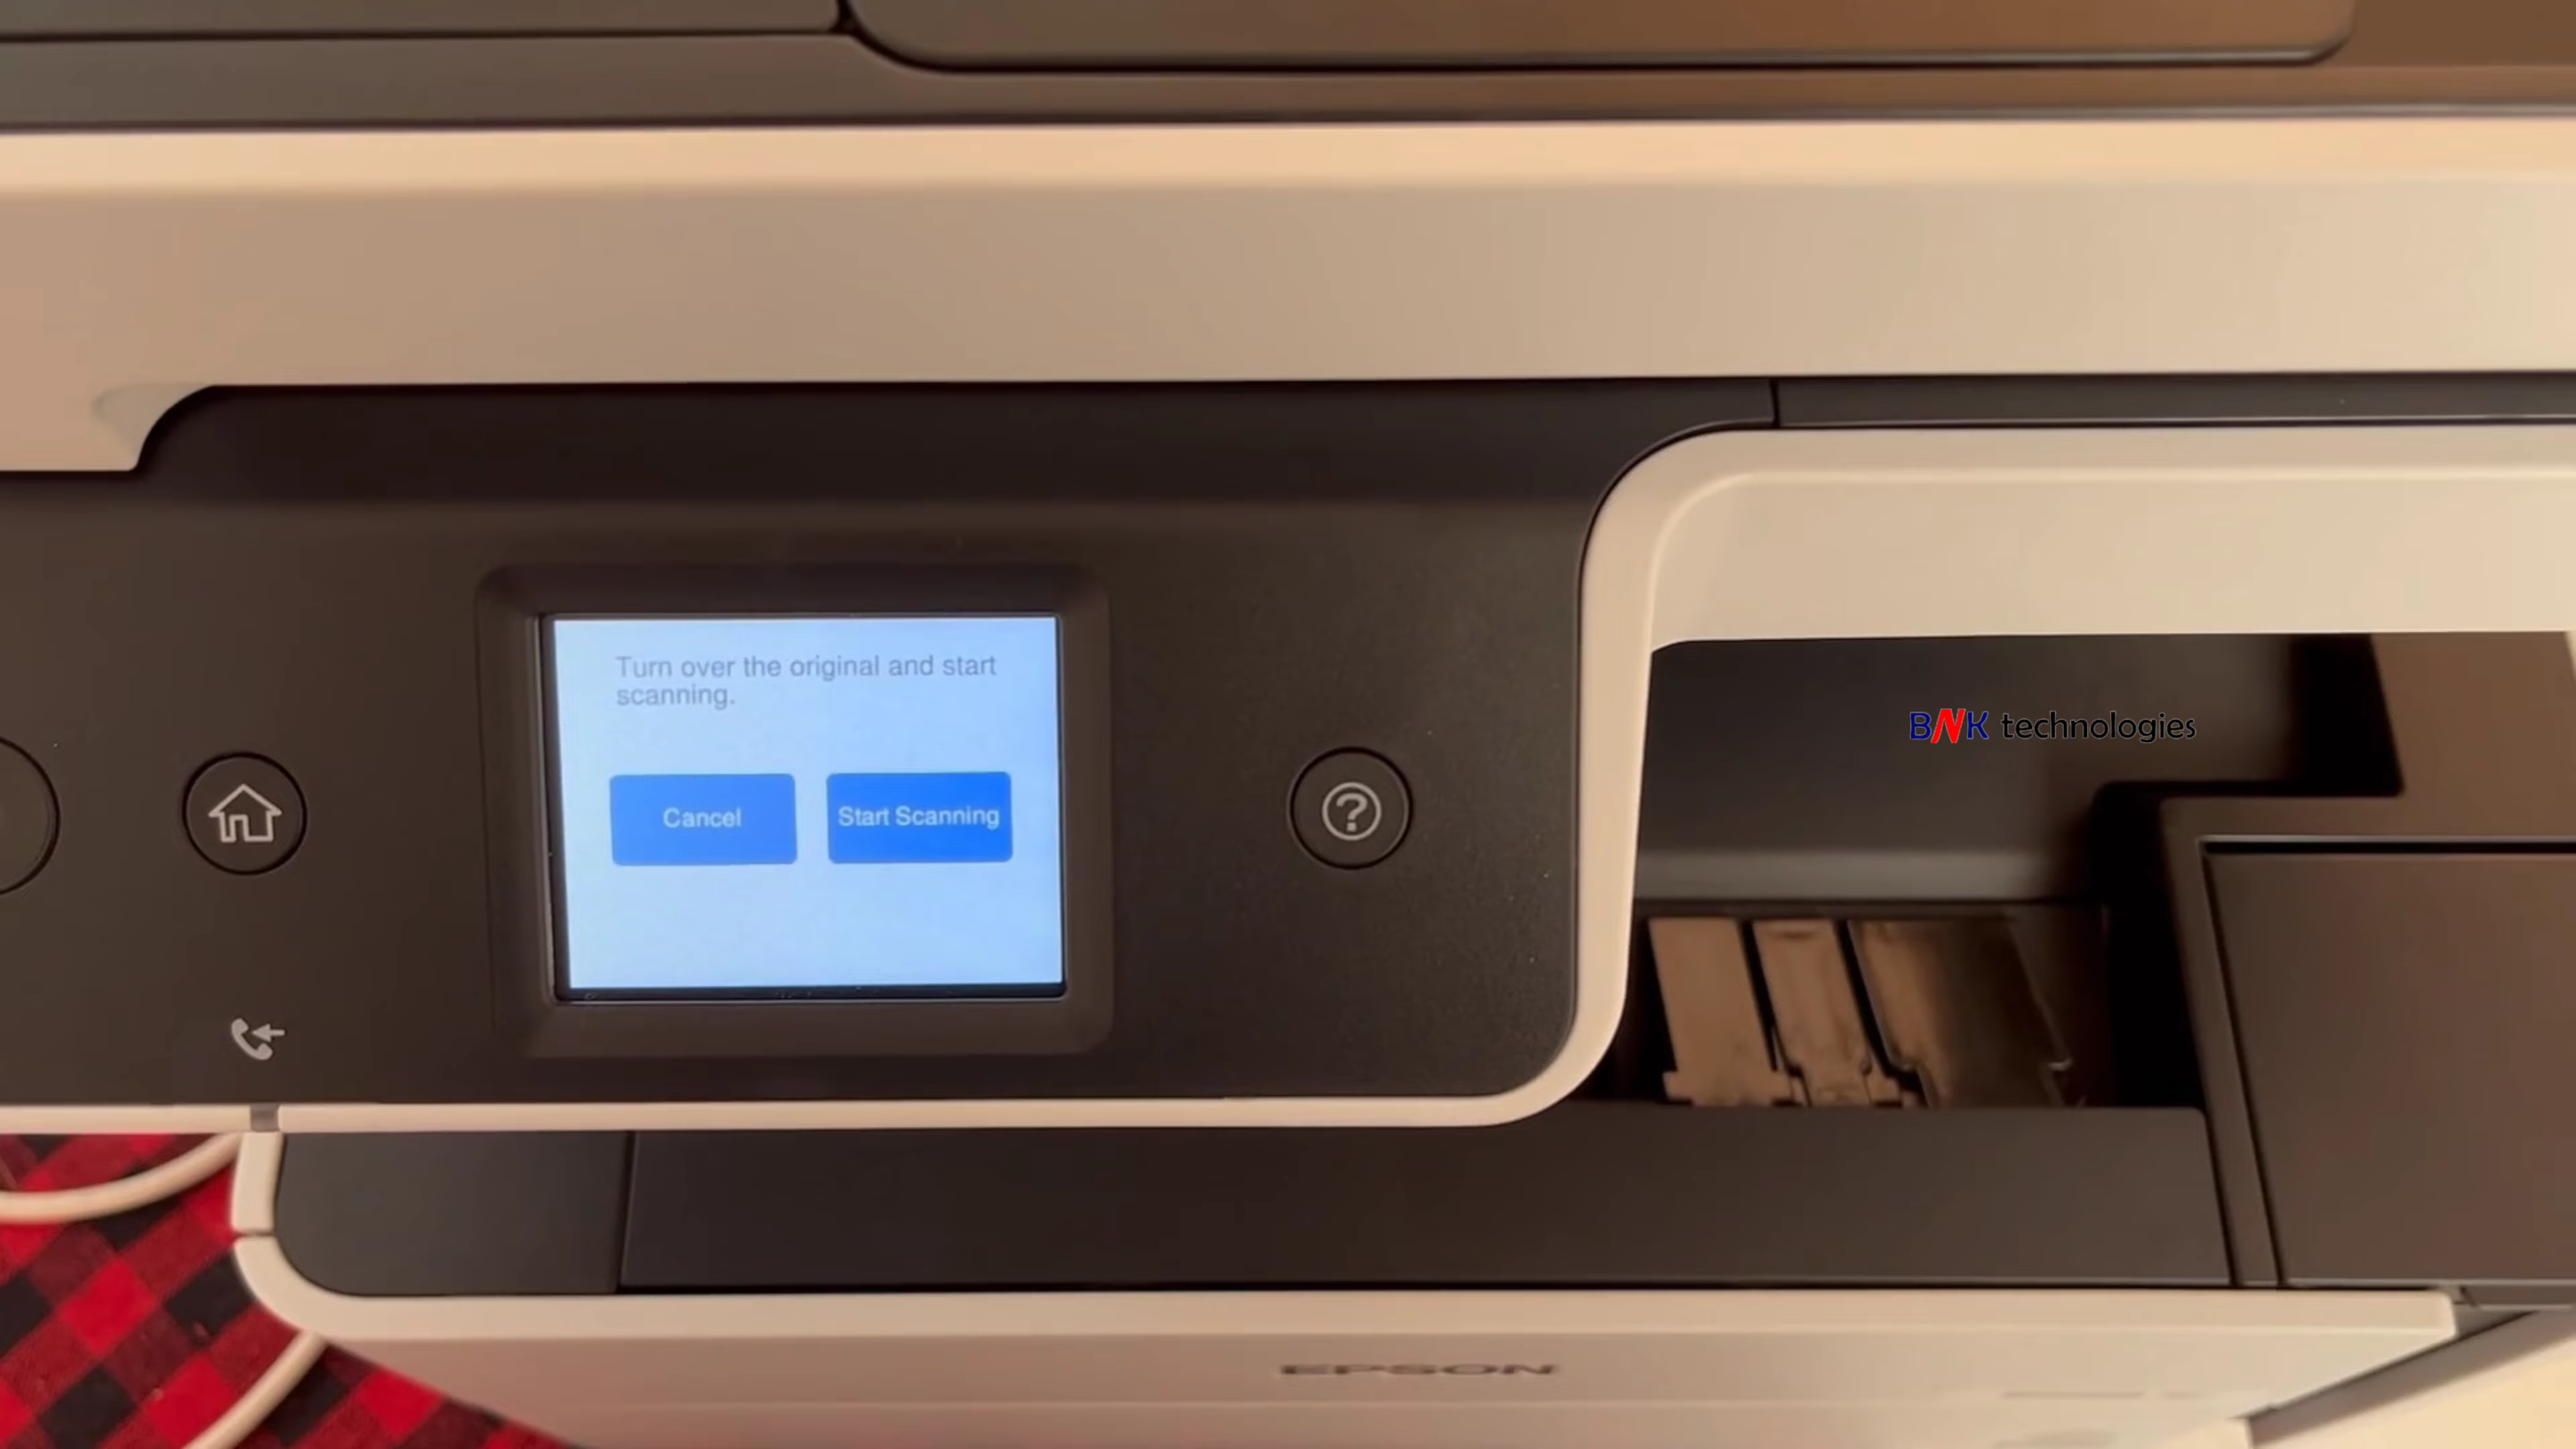 Turn over the original and start
scanning.
Cancel
Start Scanning
BNK technologies
EPSON